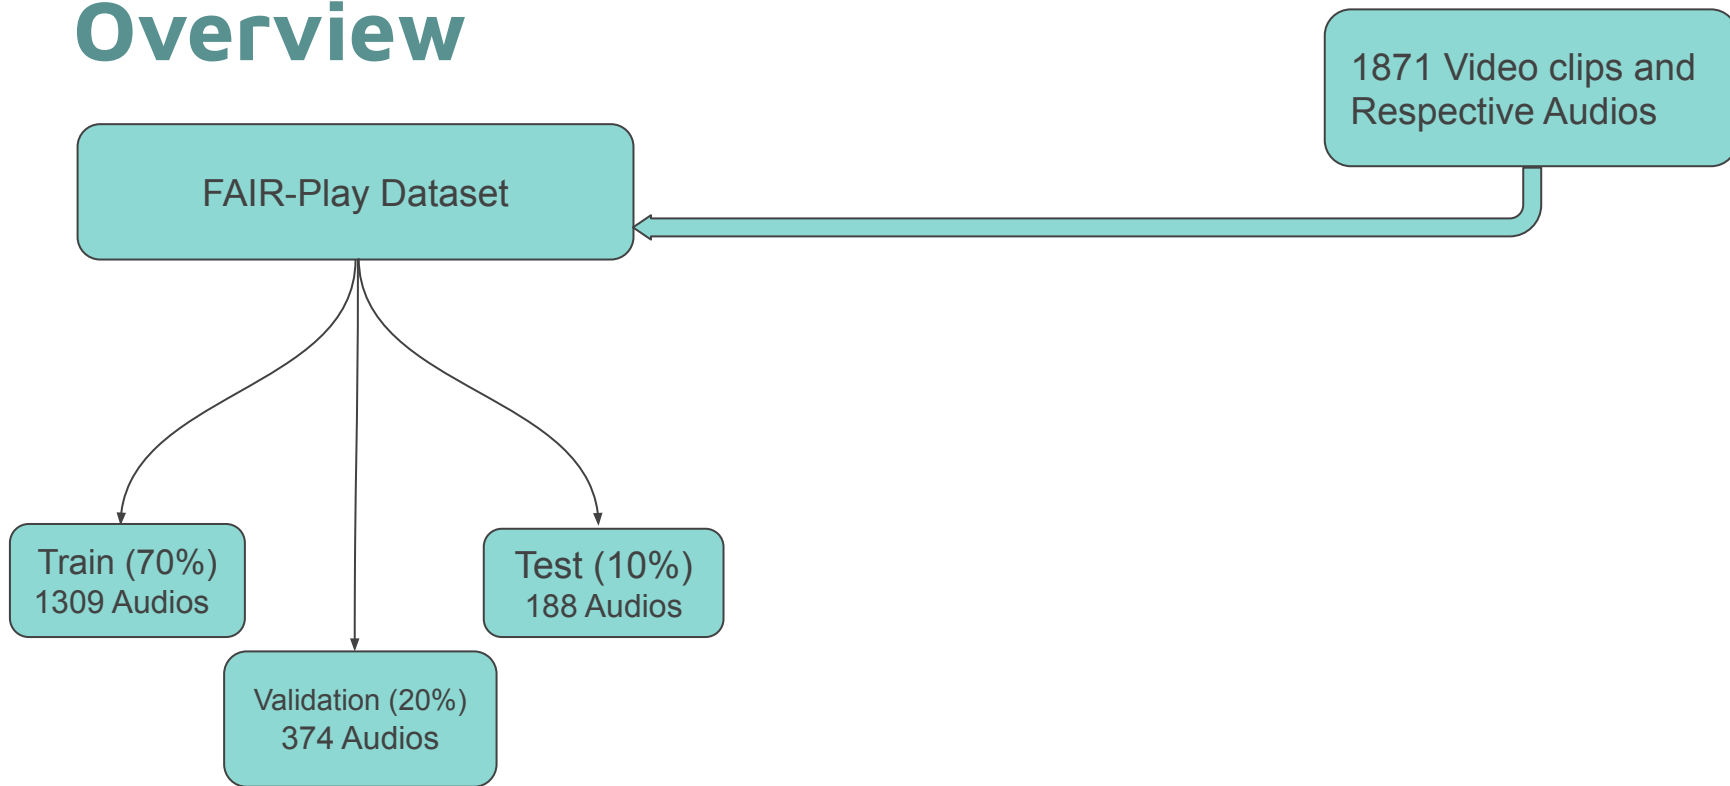 Overview
1871 Video clips and
Respective Audios
FAIR-Play Dataset
Train (70%)
1309 Audios
Test (10%)
188 Audios
Validation (20%)
374 Audios